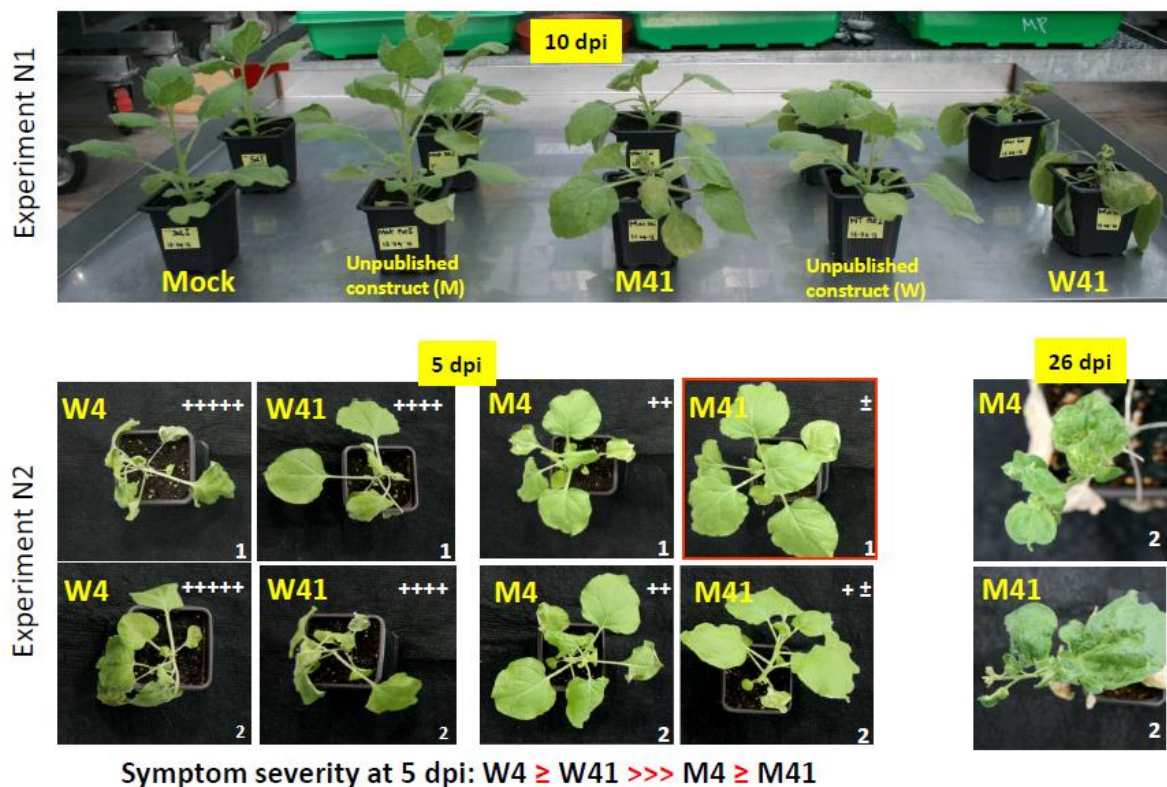 Experiment N1
10 dpi
MP
Mock
Unpublished
construct (M)
M41
Unpublished
construct (W)
W41
Experiment N2
5 dpi
26 dpi
W4 +++++
1
W41 ++++
1
M4 ++
1
M41 ±
1
M4
2
W4 +++++
2
W41 ++++
2
M4 ++
2
M41 + ±
2
M41
2
Symptom severity at 5 dpi: W4 ≥ W41 >>> M4 ≥ M41